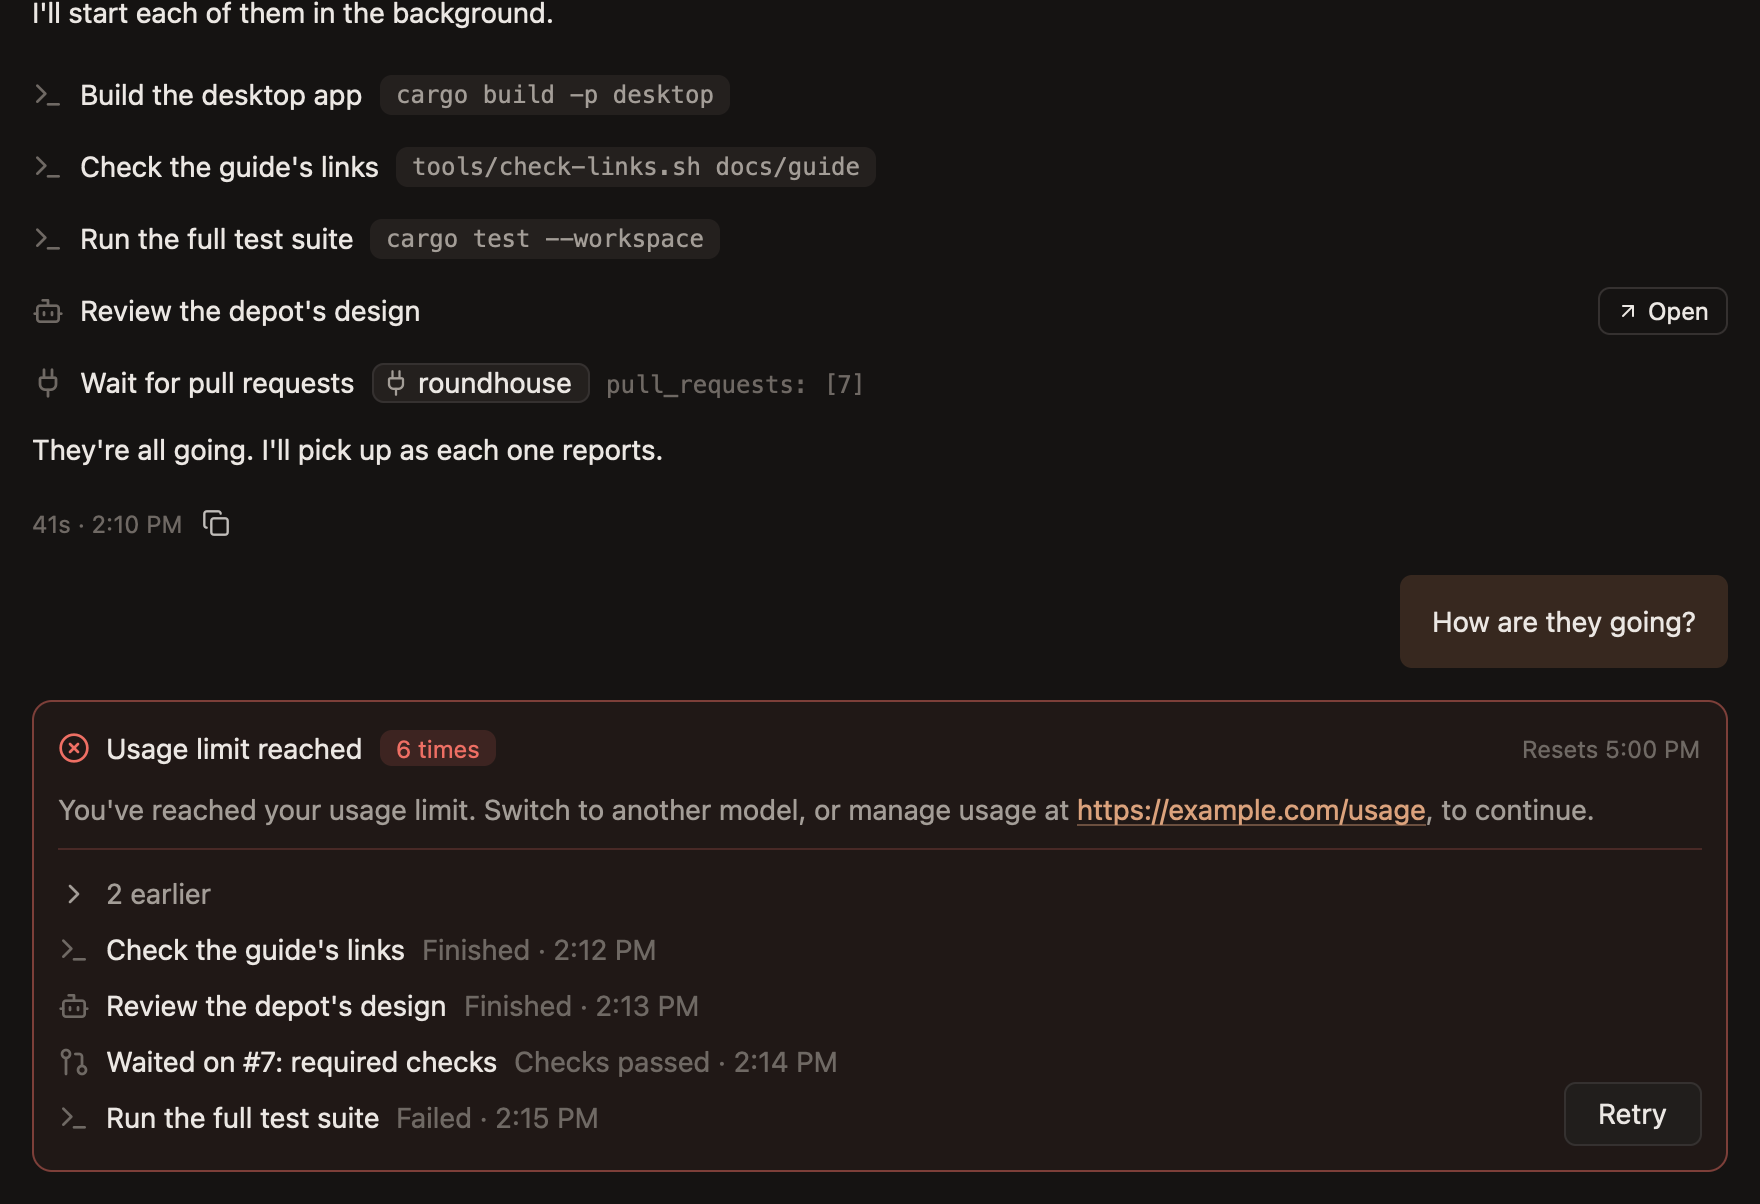 I'll start each of them in the background.
Build the desktop app cargo build -p desktop
Check the guide's links tools/check-links.sh docs/guide
Run the full test suite cargo test --workspace
Review the depot's design Open
Wait for pull requests roundhouse pull_requests: [7]
They're all going. I'll pick up as each one reports.
41s · 2:10 PM
How are they going?
Usage limit reached 6 times Resets 5:00 PM
You've reached your usage limit. Switch to another model, or manage usage at https://example.com/usage, to continue.
2 earlier
Check the guide's links Finished · 2:12 PM
Review the depot's design Finished · 2:13 PM
Waited on #7: required checks Checks passed · 2:14 PM
Run the full test suite Failed · 2:15 PM
Retry